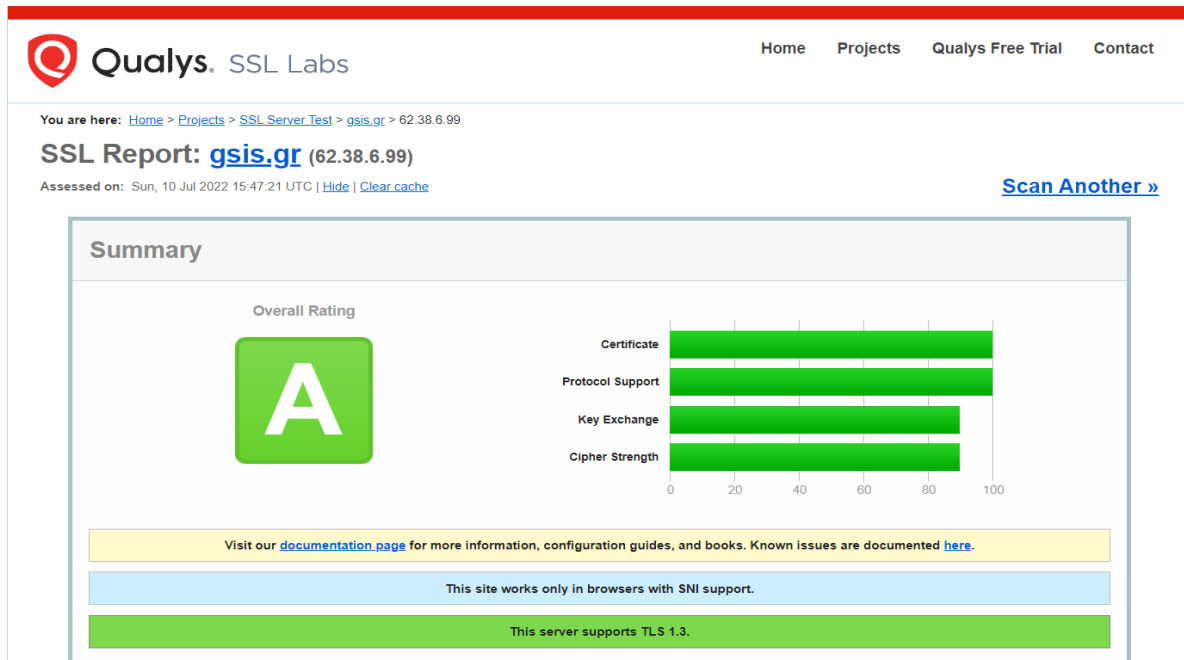 Qualys. SSL Labs
Home Projects Qualys Free Trial Contact
You are here: Home > Projects > SSL Server Test > gsis.gr > 62.38.6.99
SSL Report: gsis.gr (62.38.6.99)
Assessed on: Sun, 10 Jul 2022 15:47:21 UTC | Hide | Clear cache
Scan Another »
Summary
Overall Rating
A
Certificate
Protocol Support
Key Exchange
Cipher Strength
0 20 40 60 80 100
Visit our documentation page for more information, configuration guides, and books. Known issues are documented here.
This site works only in browsers with SNI support.
This server supports TLS 1.3.